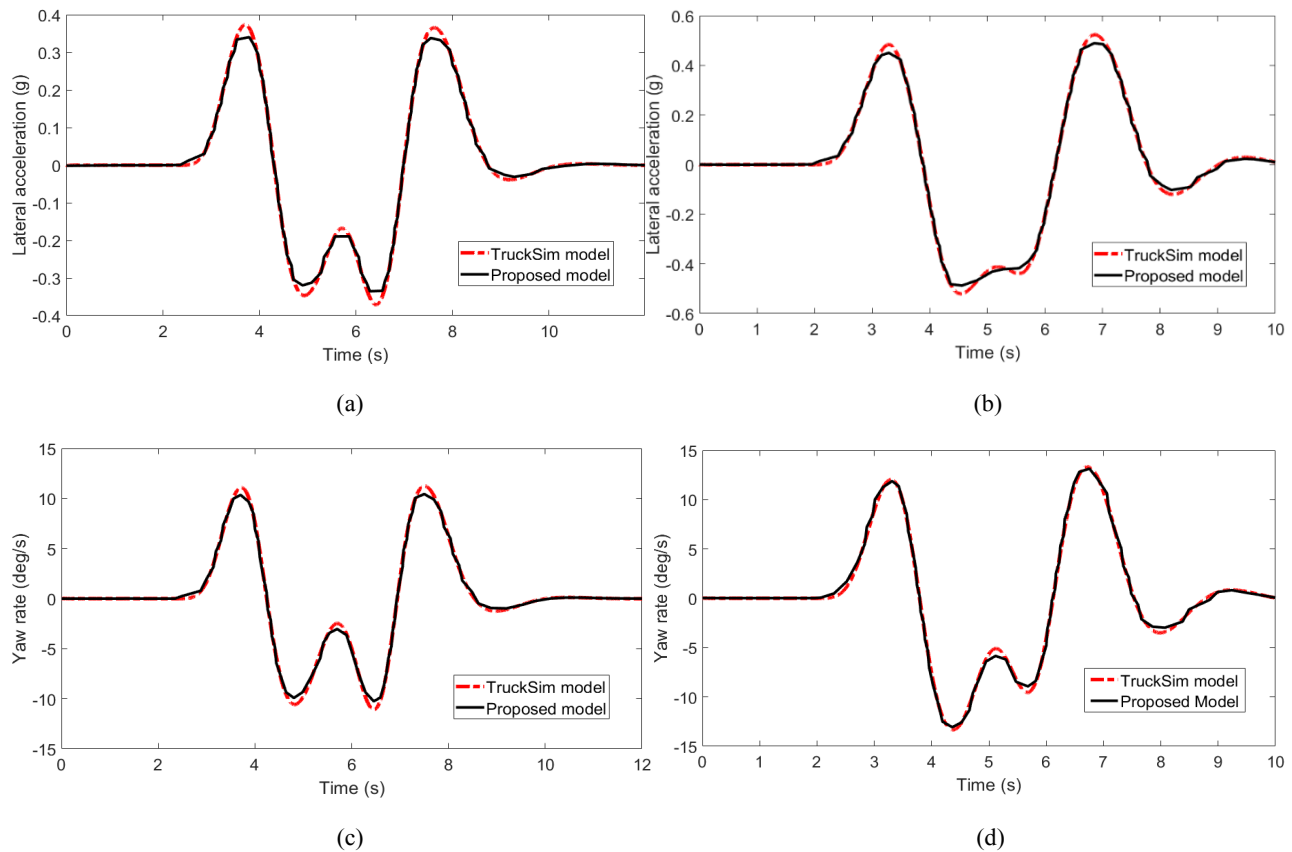 0.4
0.3
0.2
0.1
0
-0.1
-0.2
-0.3
-0.4
Lateral acceleration (g)
0 2 4 6 8 10
Time (s)
TruckSim model
Proposed model
(a)
0.6
0.4
0.2
0
-0.2
-0.4
-0.6
Lateral acceleration (g)
0 1 2 3 4 5 6 7 8 9 10
Time (s)
TruckSim model
Proposed model
(b)
15
10
5
0
-5
-10
-15
Yaw rate (deg/s)
0 2 4 6 8 10 12
Time (s)
TruckSim model
Proposed model
(c)
15
10
5
0
-5
-10
-15
Yaw rate (deg/s)
0 1 2 3 4 5 6 7 8 9 10
Time (s)
TruckSim model
Proposed Model
(d)